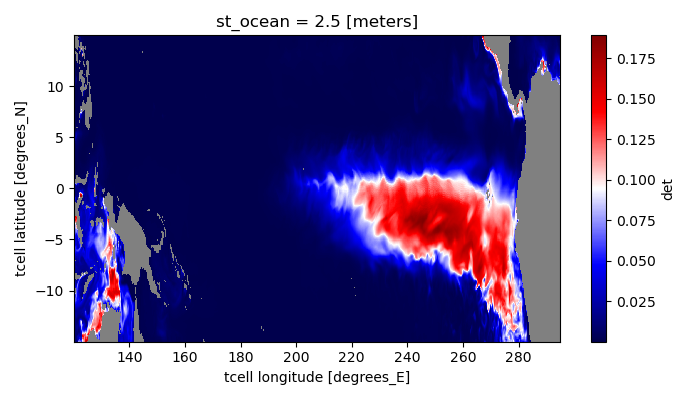 st_ocean = 2.5 [meters]
10
5
0
−5
−10
tcell latitude [degrees_N]
140 160 180 200 220 240 260 280
tcell longitude [degrees_E]
0.175
0.150
0.125
0.100
0.075
0.050
0.025
det